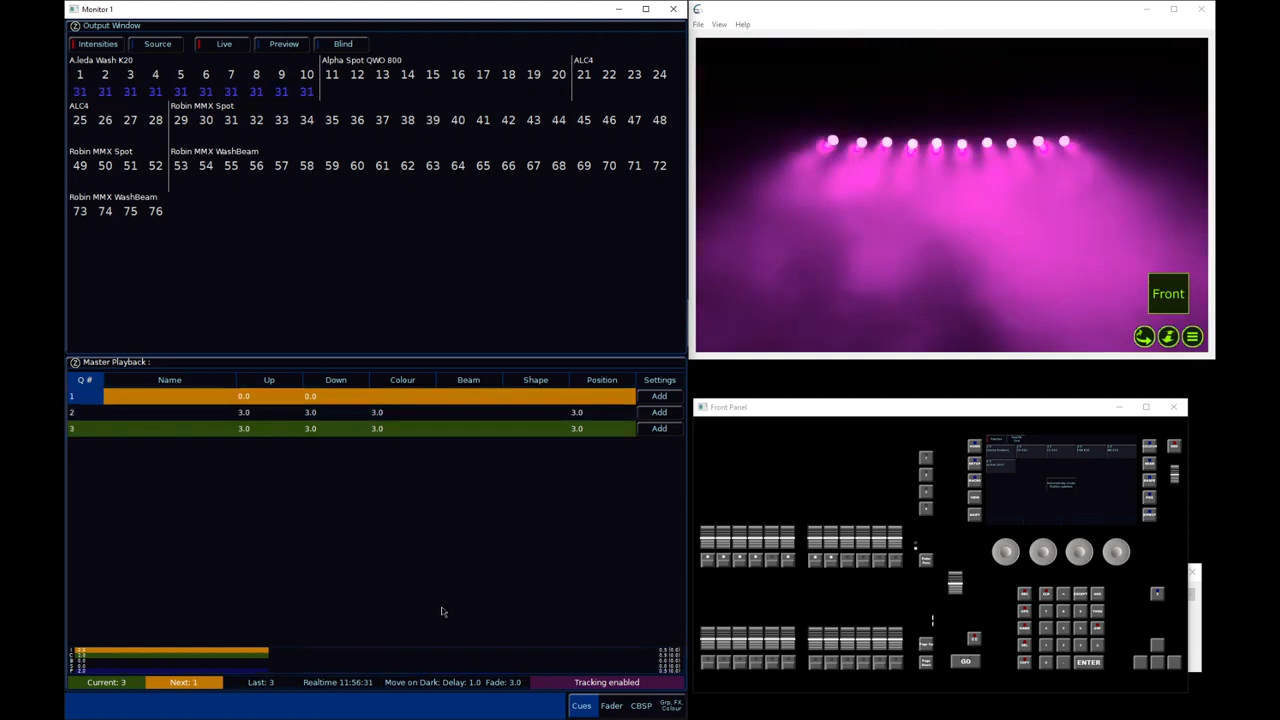 Monitor 1
Output Window
Intensities Source Live Preview Blind
A.leda Wash K20 Alpha Spot QWO 800 ALC4
1 2 3 4 5 6 7 8 9 10 11 12 13 14 15 16 17 18 19 20 21 22 23 24
31 31 31 31 31 31 31 31 31 31
ALC4 Robin MMX Spot
25 26 27 28 29 30 31 32 33 34 35 36 37 38 39 40 41 42 43 44 45 46 47 48
Robin MMX Spot Robin MMX WashBeam
49 50 51 52 53 54 55 56 57 58 59 60 61 62 63 64 65 66 67 68 69 70 71 72
Robin MMX WashBeam
73 74 75 76
Master Playback :
Q # Name Up Down Colour Beam Shape Position Settings
1 0.0 0.0 Add
2 3.0 3.0 3.0 3.0 Add
3 3.0 3.0 3.0 3.0 Add
Current: 3 Next: 1 Last: 3 Realtime 11:56:31 Move on Dark: Delay: 1.0 Fade: 3.0 Tracking enabled
Cues Fader CBSP Grp, FX, Colour
File View Help
Front
Front Panel
GO
ENTER